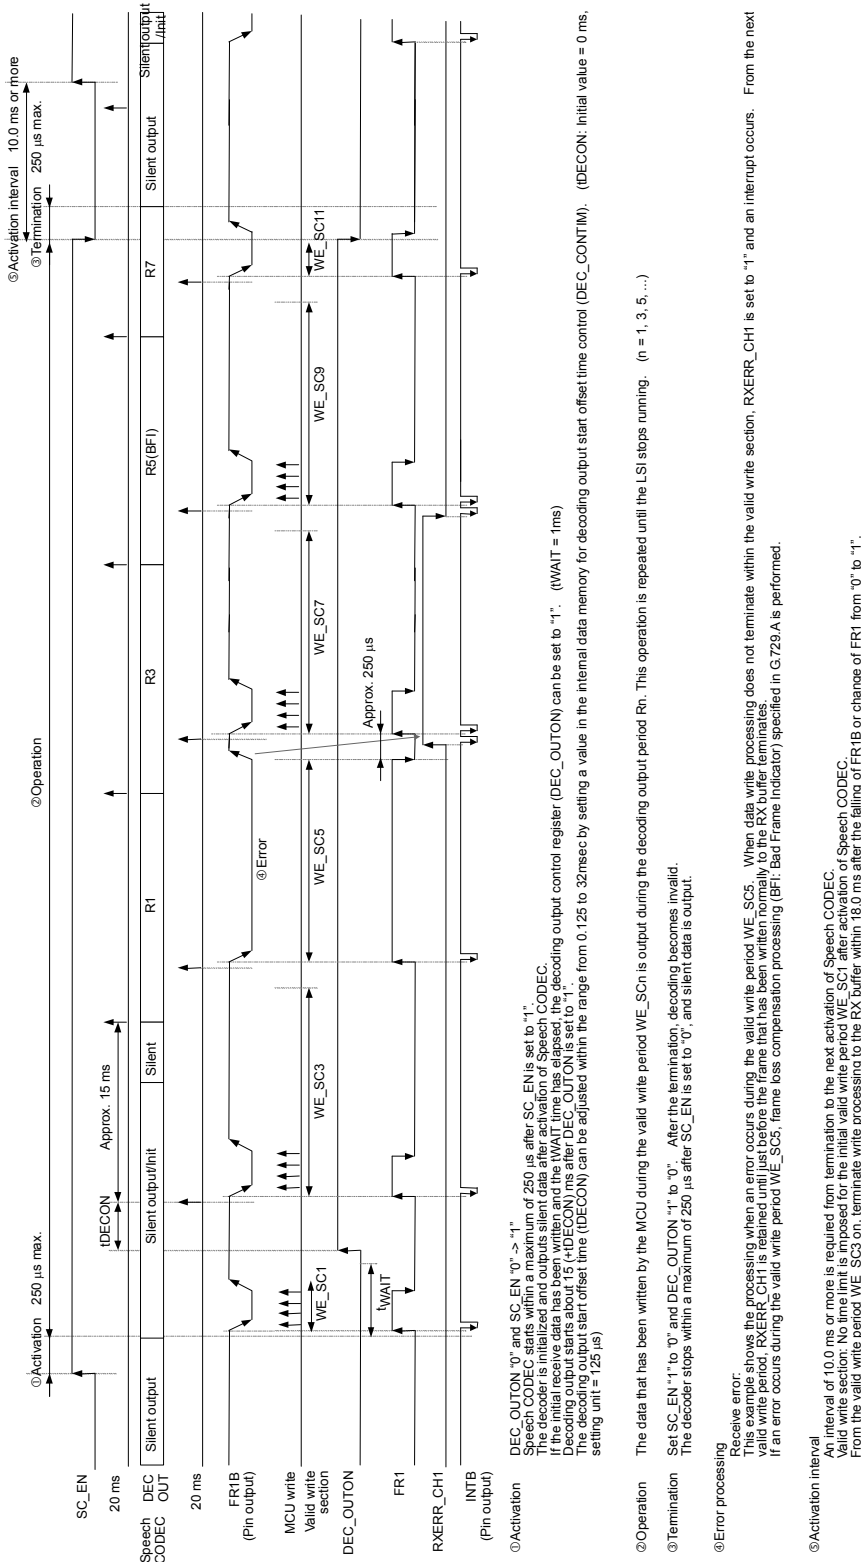 ⑤Activation interval 10.0 ms or more
①Activation 250 µs max.
②Operation
③Termination 250 µs max.
SC_EN
20 ms
Approx. 15 ms
tDECON
Speech CODEC
DEC OUT
Silent output
Silent output/Init
Silent
R1
R3
R5(BFI)
R7
Silent output
Silent output /Init
20 ms
FR1B
(Pin output)
④ Error
MCU write
Valid write section
WE_SC1
WE_SC3
WE_SC5
WE_SC7
WE_SC9
WE_SC11
DEC_OUTON
tWAIT
Approx. 250 µs
FR1
RXERR_CH1
INTB
(Pin output)
①Activation DEC_OUTON “0” and SC_EN “0” -> “1”
Speech CODEC starts within a maximum of 250 µs after SC_EN is set to “1”.
The decoder is initialized and outputs silent data after activation of Speech CODEC.
If the initial receive data has been written and the tWAIT time has elapsed, the decoding output control register (DEC_OUTON) can be set to “1”. (tWAIT = 1ms)
Decoding output starts about 15 (+tDECON) ms after DEC_OUTON is set to “1”.
The decoding output start offset time (tDECON) can be adjusted within the range from 0.125 to 32msec by setting a value in the internal data memory for decoding output start offset time control (DEC_CONTIM). (tDECON: Initial value = 0 ms,
setting unit = 125 µs)
②Operation The data that has been written by the MCU during the valid write period WE_SCn is output during the decoding output period Rn. This operation is repeated until the LSI stops running. (n = 1, 3, 5, ...)
③Termination Set SC_EN “1” to “0” and DEC_OUTON “1” to “0”. After the termination, decoding becomes invalid.
The decoder stops within a maximum of 250 µs after SC_EN is set to “0”, and silent data is output.
④Error processing
Receive error:
This example shows the processing when an error occurs during the valid write period WE_SC5. When data write processing does not terminate within the valid write section, RXERR_CH1 is set to “1” and an interrupt occurs. From the next
valid write period, RXERR_CH1 is retained until just before the frame that has been written normally to the RX buffer terminates.
If an error occurs during the valid write period WE_SC5, frame loss compensation processing (BFI: Bad Frame Indicator) specified in G.729.A is performed.
⑤Activation interval
An interval of 10.0 ms or more is required from termination to the next activation of Speech CODEC.
Valid write section: No time limit is imposed for the initial valid write period WE_SC1 after activation of Speech CODEC.
From the valid write period WE_SC3 on, terminate write processing to the RX buffer within 18.0 ms after the falling of FR1B or change of FR1 from “0” to “1”.